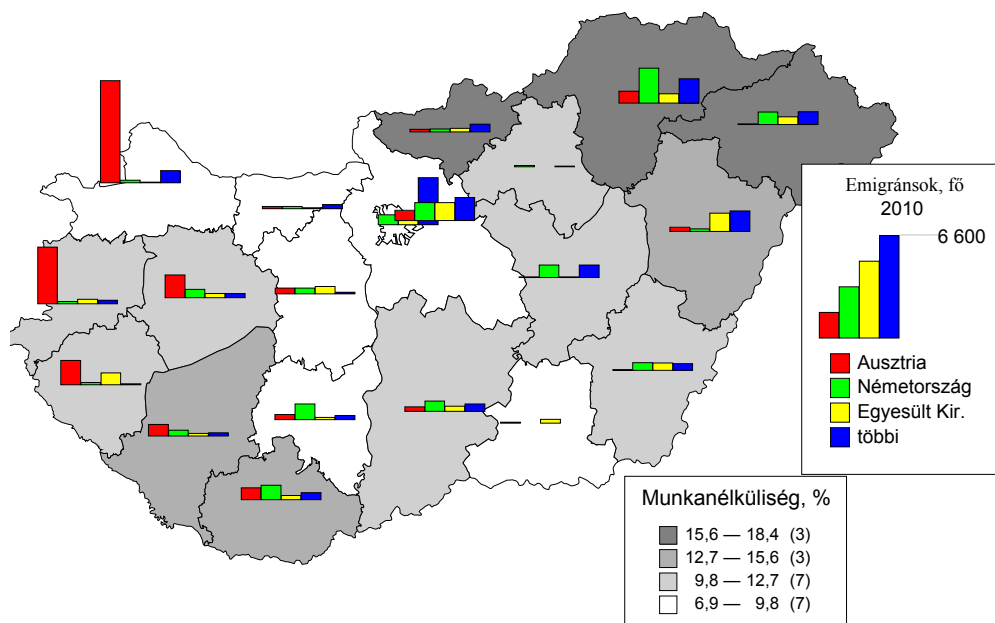 Emigránsok, fő
2010
6 600
Ausztria
Németország
Egyesült Kir.
többi
Munkanélküliség, %
15,6 — 18,4 (3)
12,7 — 15,6 (3)
9,8 — 12,7 (7)
6,9 — 9,8 (7)